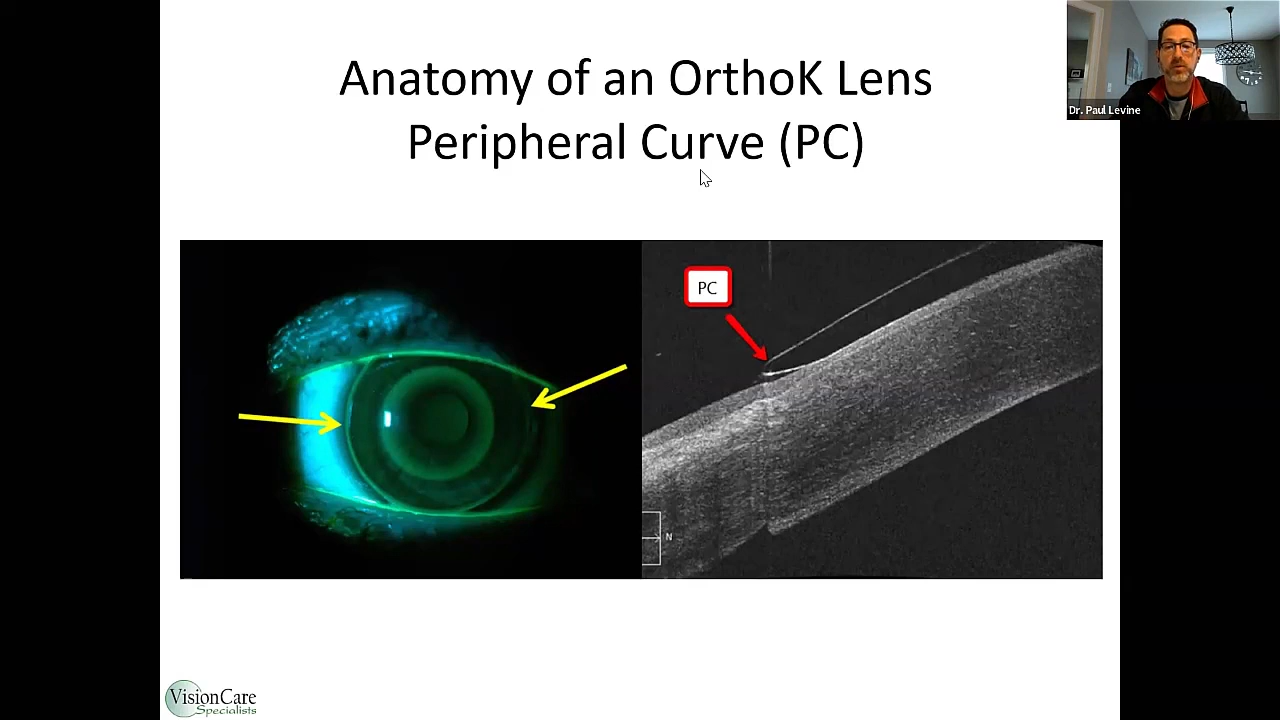 Anatomy of an OrthoK Lens
Peripheral Curve (PC)
Dr. Paul Levine
PC
N
VisionCare
Specialists